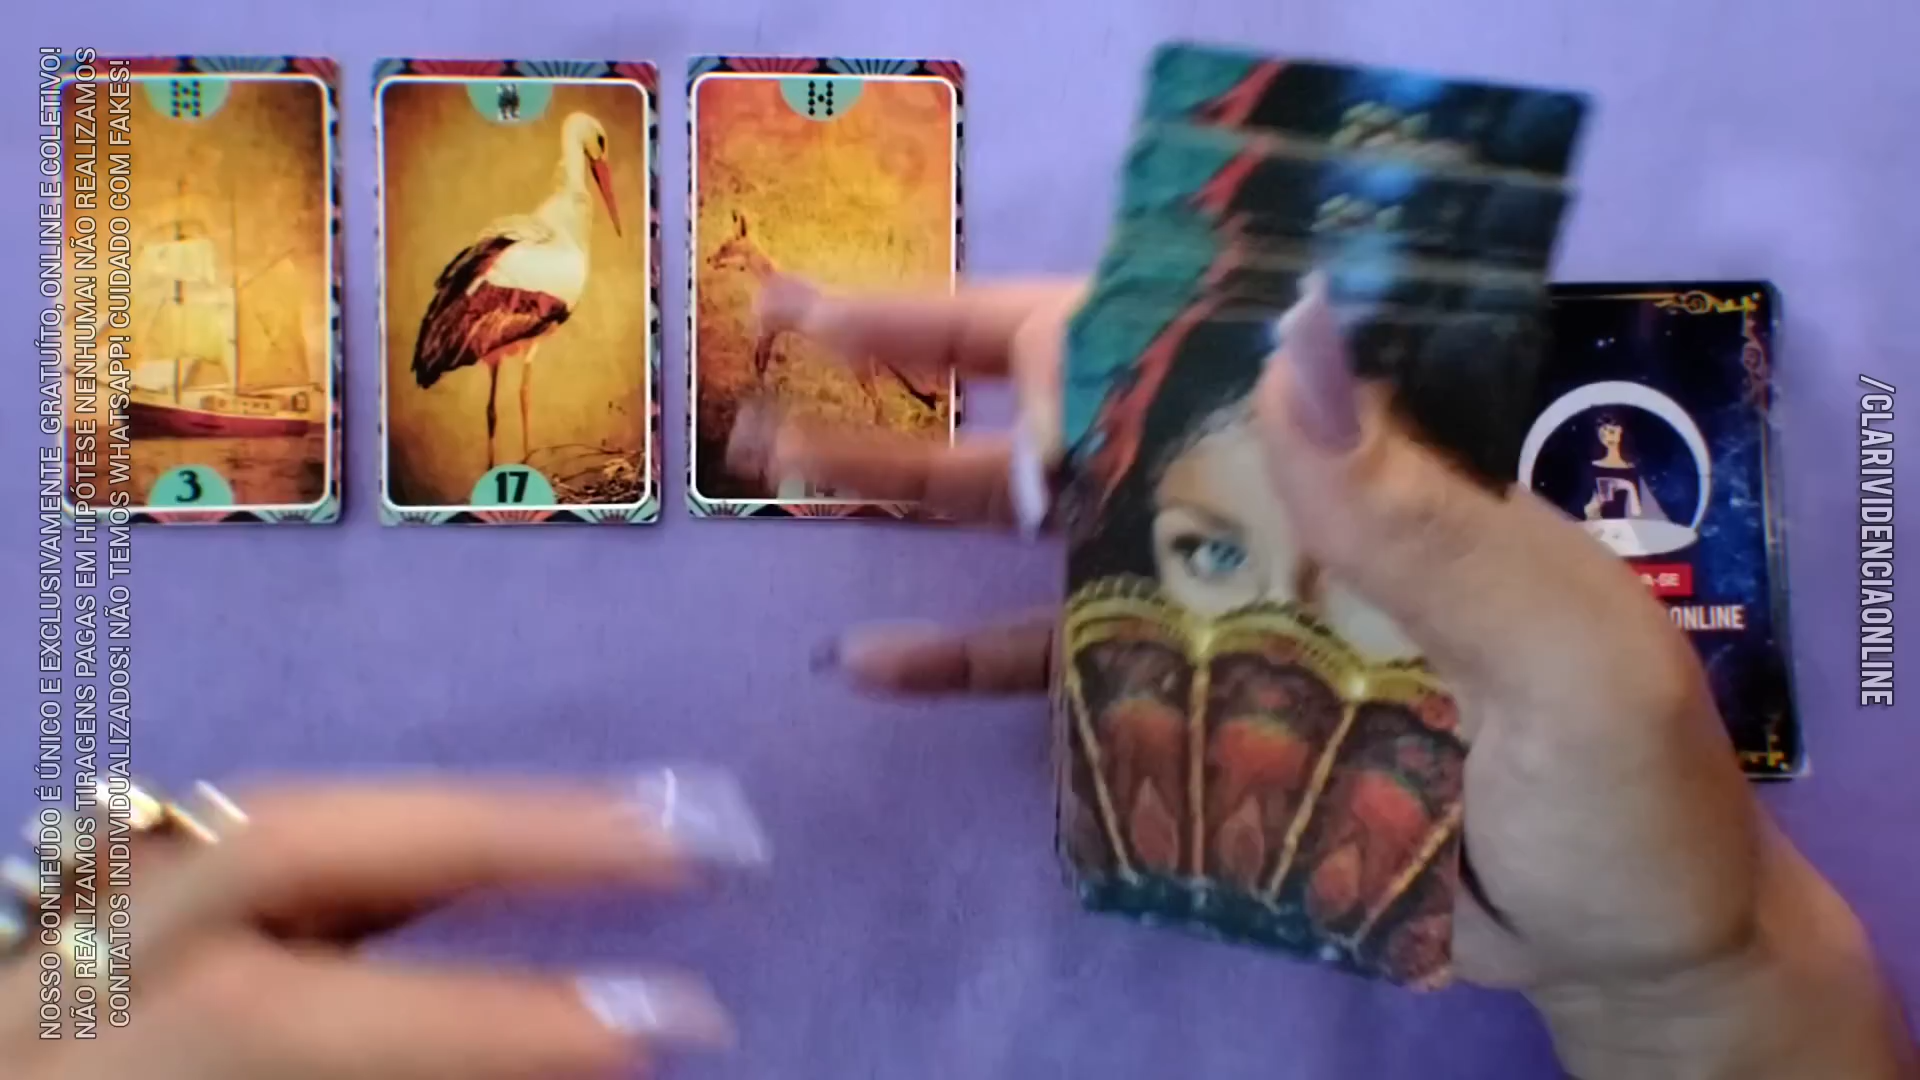 NOSSO CONTEÚDO É ÚNICO E EXCLUSIVAMENTE GRATUÍTO, ONLINE E COLETIVO!
NÃO REALIZAMOS TIRAGENS PAGAS EM HIPÓTESE NENHUMA! NÃO REALIZAMOS
CONTATOS INDIVIDUALIZADOS! NÃO TEMOS WHATSAPP! CUIDADO COM FAKES!
3
17
ONLINE
/CLARIVIDENCIAONLINE